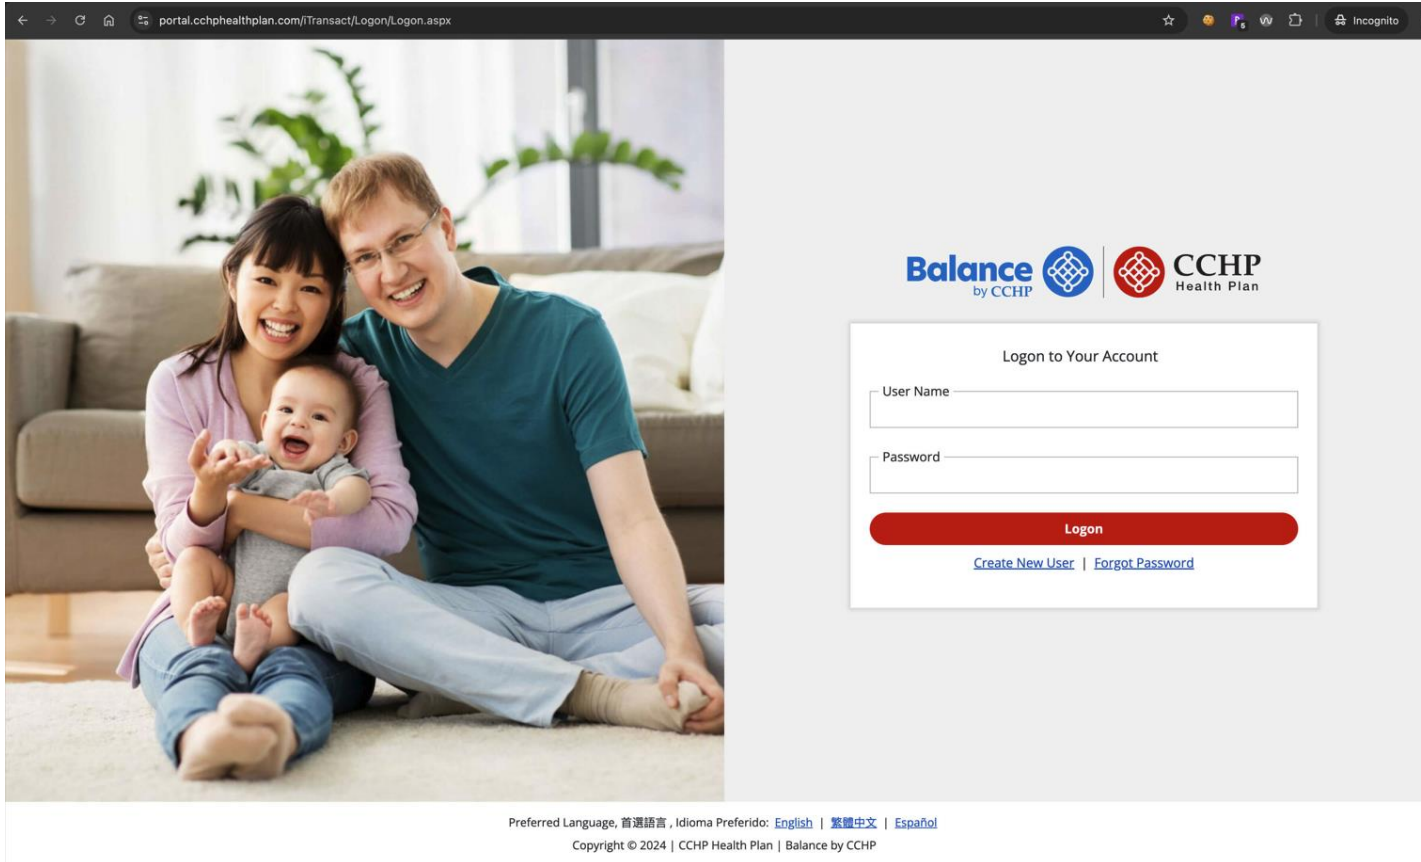 portal.cchphealthplan.com/iTransact/Logon/Logon.aspx
5
Incognito
Balance
by CCHP
CCHP
Health Plan
Logon to Your Account
User Name
Password
Logon
Create New User | Forgot Password
Preferred Language, 首選語言 , Idioma Preferido: English | 繁體中文 | Español
Copyright © 2024 | CCHP Health Plan | Balance by CCHP